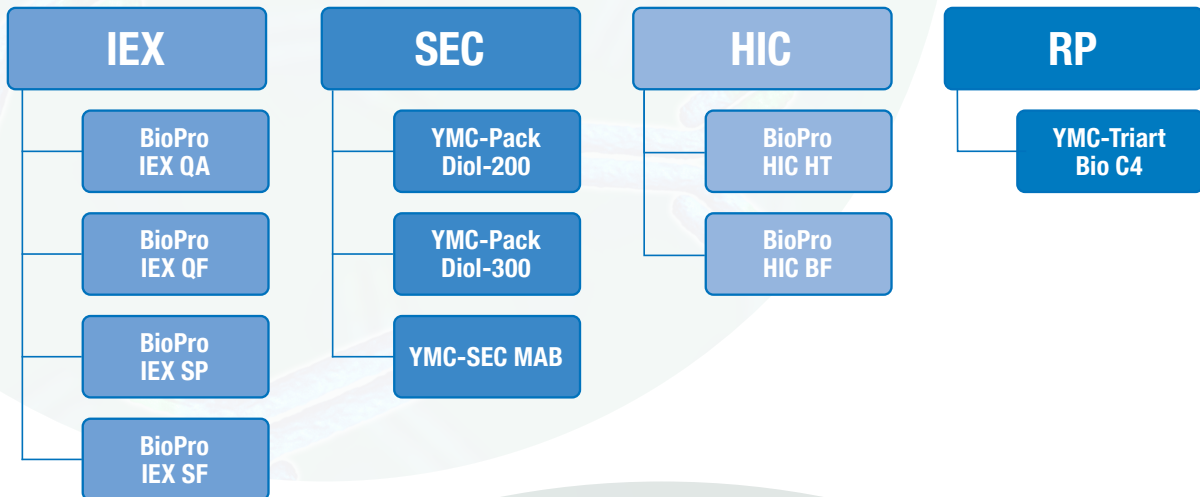 IEX
BioPro
IEX QA
BioPro
IEX QF
BioPro
IEX SP
BioPro
IEX SF
SEC
YMC-Pack
Diol-200
YMC-Pack
Diol-300
YMC-SEC MAB
HIC
BioPro
HIC HT
BioPro
HIC BF
RP
YMC-Triart
Bio C4